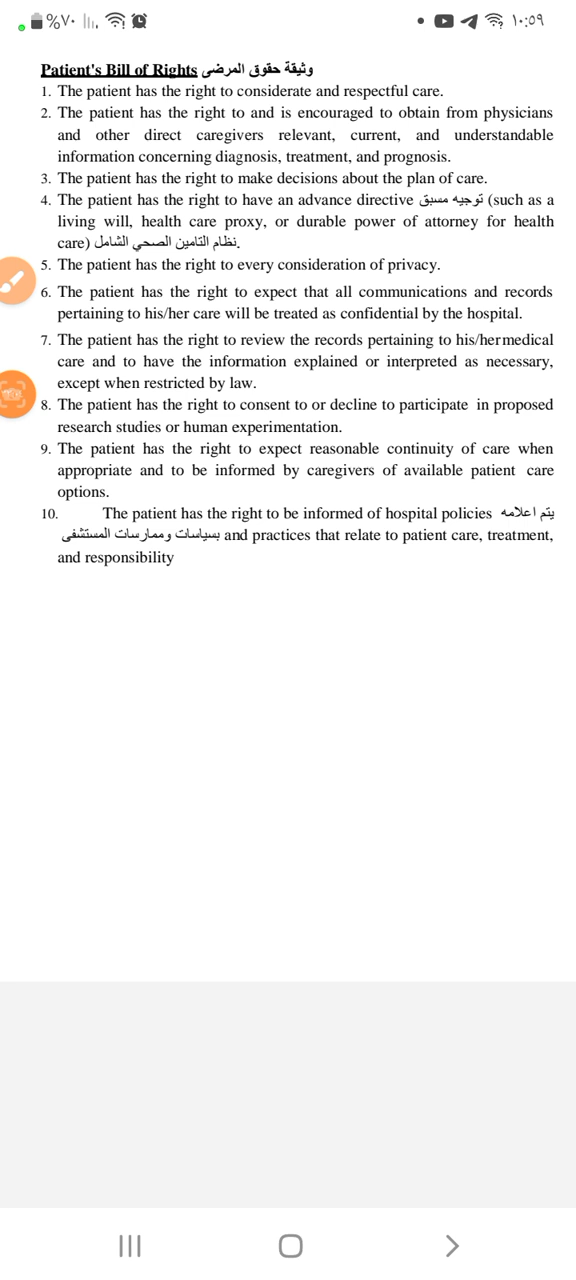 %٧٠ ١٠:٥٩
Patient's Bill of Rights وثيقة حقوق المرضى
1. The patient has the right to considerate and respectful care.
2. The patient has the right to and is encouraged to obtain from physicians
and other direct caregivers relevant, current, and understandable
information concerning diagnosis, treatment, and prognosis.
3. The patient has the right to make decisions about the plan of care.
4. The patient has the right to have an advance directive توجيه مسبق (such as a
living will, health care proxy, or durable power of attorney for health
care) نظام التامين الصحي الشامل.
5. The patient has the right to every consideration of privacy.
6. The patient has the right to expect that all communications and records
pertaining to his/her care will be treated as confidential by the hospital.
7. The patient has the right to review the records pertaining to his/hermedical
care and to have the information explained or interpreted as necessary,
except when restricted by law.
8. The patient has the right to consent to or decline to participate in proposed
research studies or human experimentation.
9. The patient has the right to expect reasonable continuity of care when
appropriate and to be informed by caregivers of available patient care
options.
10. The patient has the right to be informed of hospital policies يتم اعلامه
بسياسات وممارسات المستشفى and practices that relate to patient care, treatment,
and responsibility